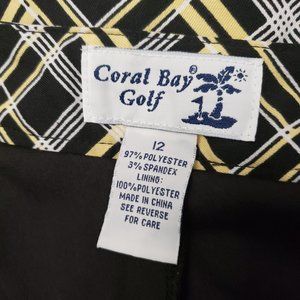 Coral Bay®
Golf
12
97% POLYESTER
3% SPANDEX
LINING:
100% POLYESTER
MADE IN CHINA
SEE REVERSE
FOR CARE